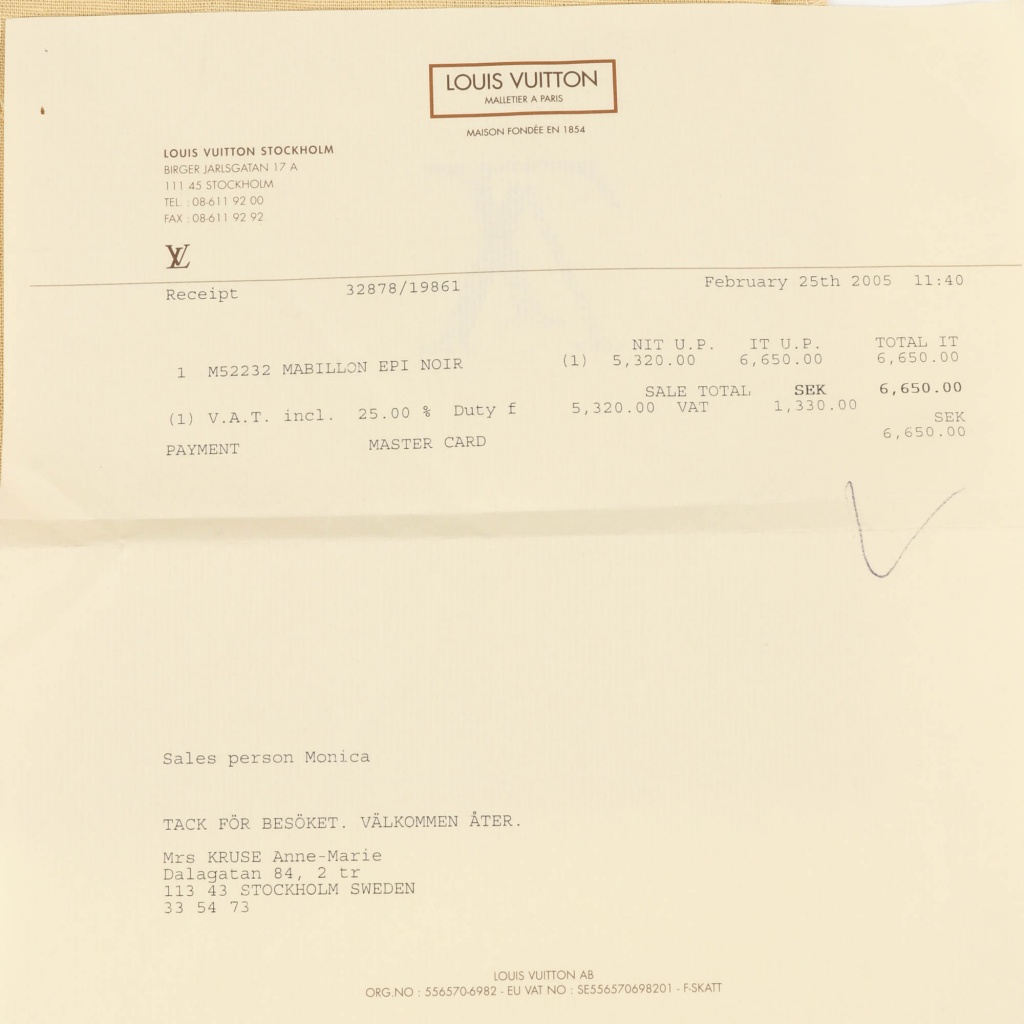 LOUIS VUITTON
MALLETIER A PARIS
MAISON FONDÉE EN 1854
LOUIS VUITTON STOCKHOLM
BIRGER JARLSGATAN 17 A
111 45 STOCKHOLM
TEL. : 08-611 92 00
FAX : 08-611 92 92
LV
Receipt 32878/19861 February 25th 2005 11:40
NIT U.P. IT U.P. TOTAL IT
1 M52232 MABILLON EPI NOIR (1) 5,320.00 6,650.00 6,650.00
SALE TOTAL SEK 6,650.00
(1) V.A.T. incl. 25.00 % Duty f 5,320.00 VAT 1,330.00
SEK
PAYMENT MASTER CARD 6,650.00
Sales person Monica
TACK FÖR BESÖKET. VÄLKOMMEN ÅTER.
Mrs KRUSE Anne-Marie
Dalagatan 84, 2 tr
113 43 STOCKHOLM SWEDEN
33 54 73
LOUIS VUITTON AB
ORG.NO : 556570-6982 - EU VAT NO : SE556570698201 - F-SKATT